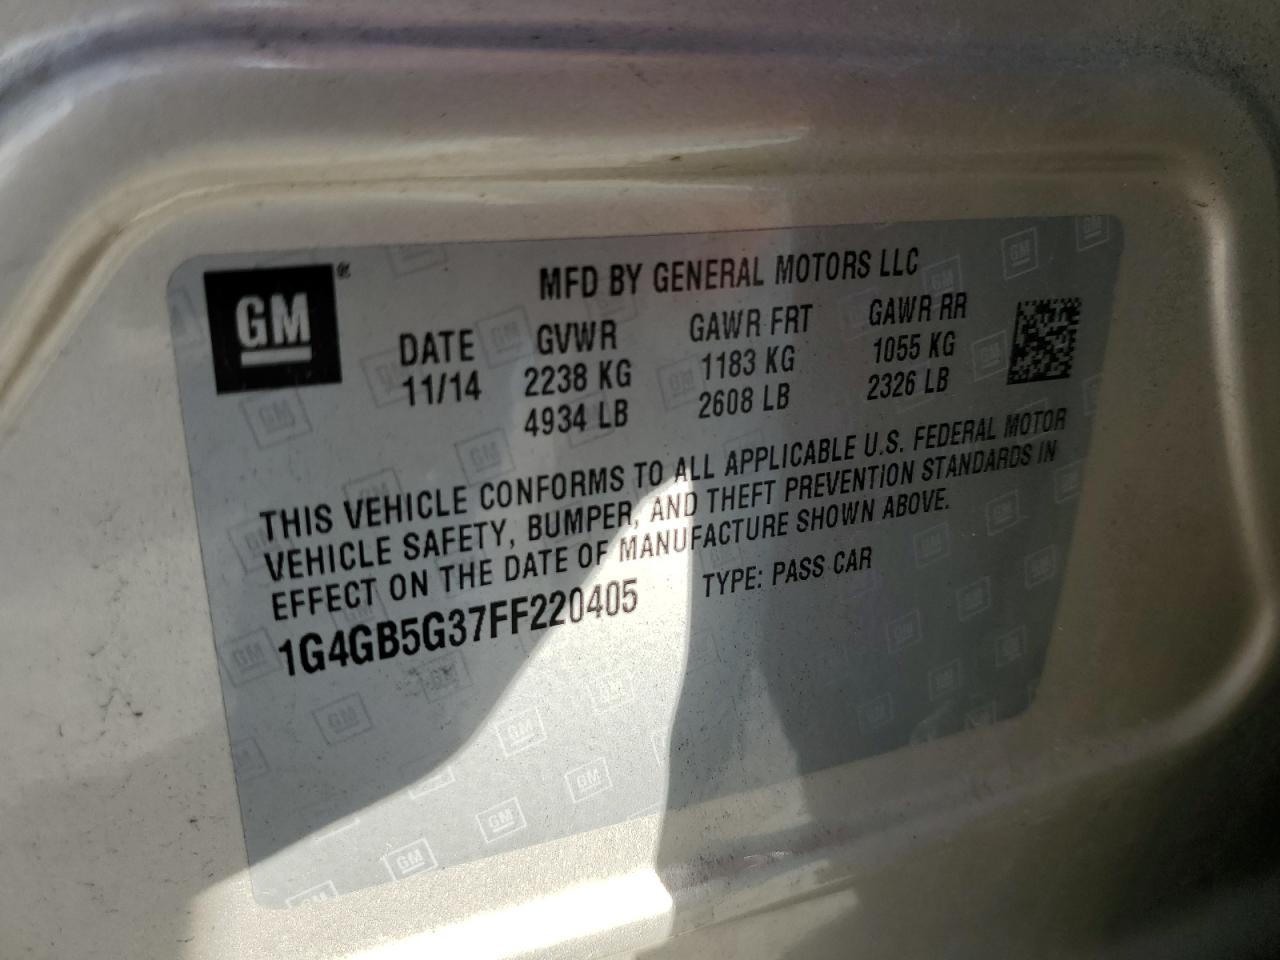 GM ®
MFD BY GENERAL MOTORS LLC
DATE GVWR GAWR FRT GAWR RR
11/14 2238 KG 1183 KG 1055 KG
4934 LB 2608 LB 2326 LB
THIS VEHICLE CONFORMS TO ALL APPLICABLE U.S. FEDERAL MOTOR
VEHICLE SAFETY, BUMPER, AND THEFT PREVENTION STANDARDS IN
EFFECT ON THE DATE OF MANUFACTURE SHOWN ABOVE.
1G4GB5G37FF220405 TYPE: PASS CAR